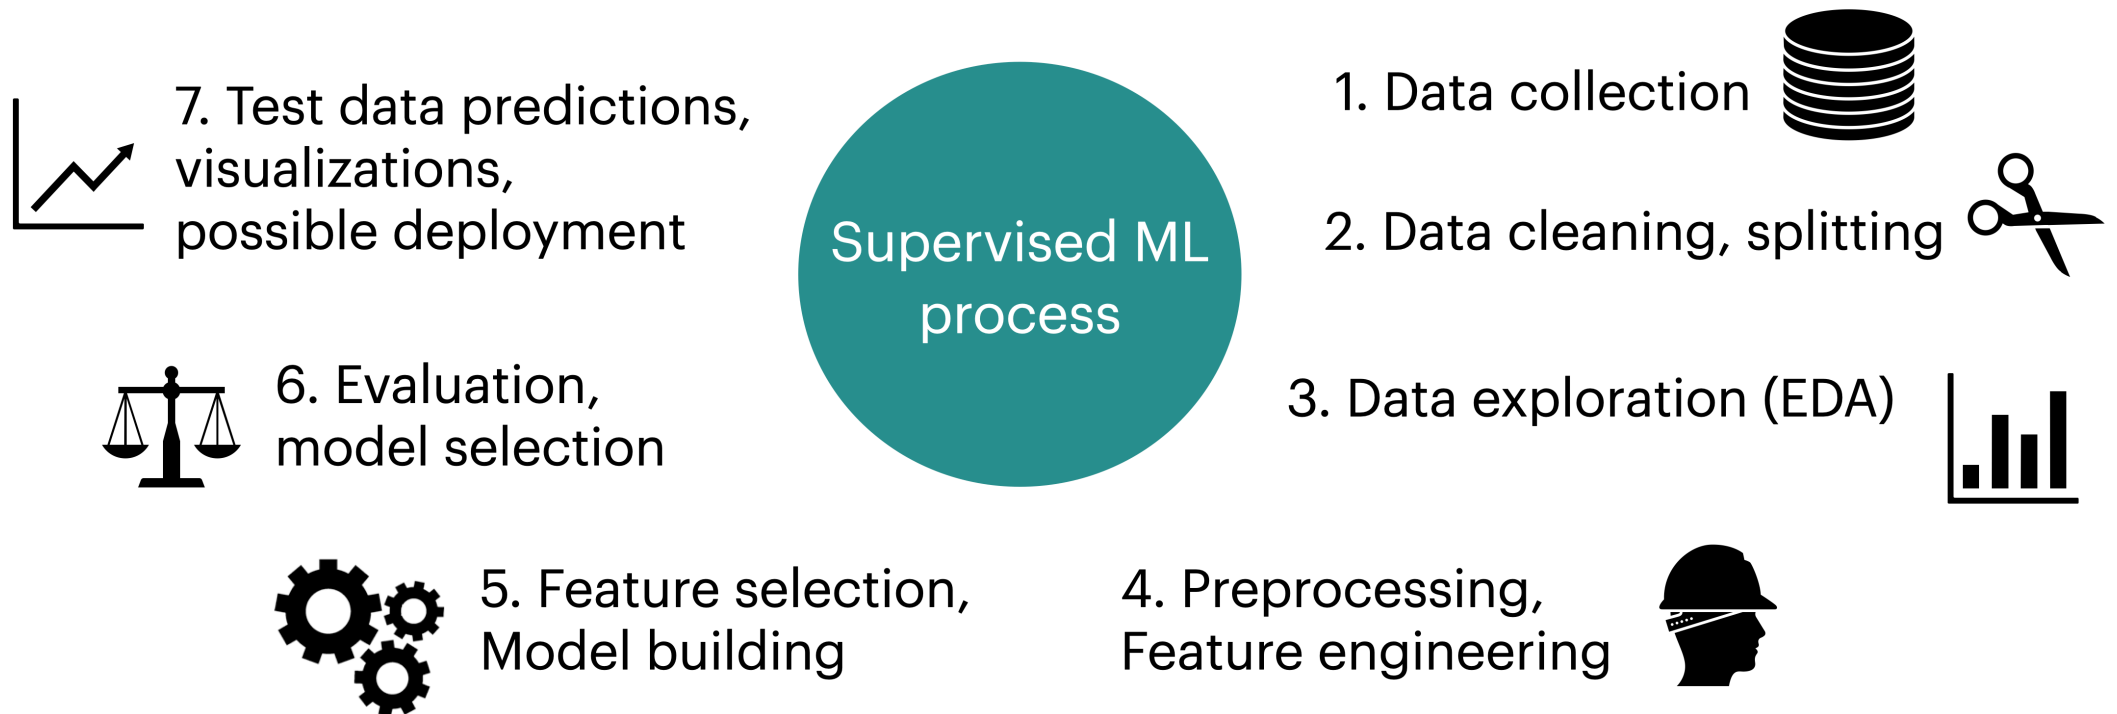 Supervised ML
process
1. Data collection
2. Data cleaning, splitting
3. Data exploration (EDA)
4. Preprocessing,
Feature engineering
5. Feature selection,
Model building
6. Evaluation,
model selection
7. Test data predictions,
visualizations,
possible deployment